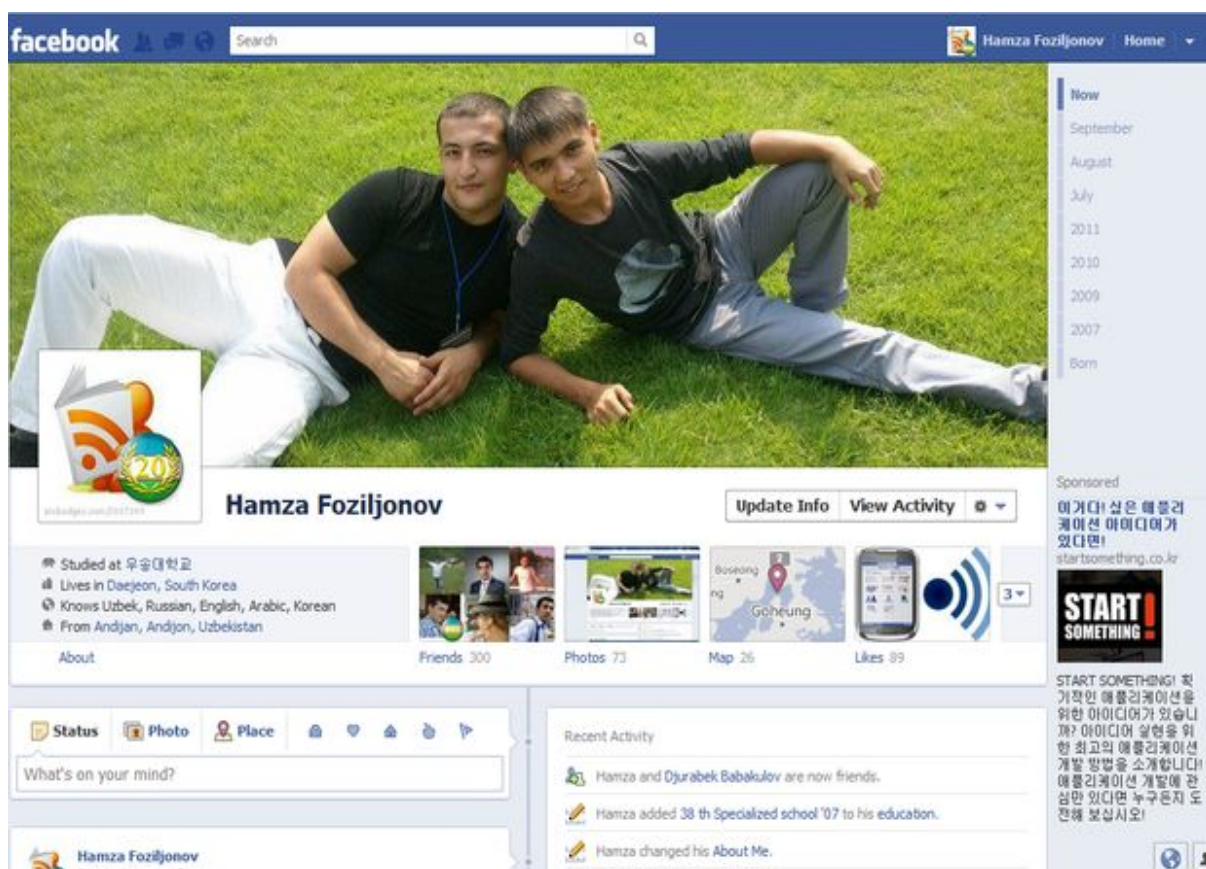 facebook
Search
Hamza Foziljonov Home
Now
September
August
July
2011
2010
2009
2007
Born
20
Hamza Foziljonov
Update Info View Activity
Studied at 우송대학교
Lives in Daejeon, South Korea
Knows Uzbek, Russian, English, Arabic, Korean
From Andijan, Andijon, Uzbekistan
About
Friends 300
Boseong
ng
2
Goheung
Photos 73
Map 26
Likes 89
3
Sponsored
이거다! 싶은 애플리
케이션 아이디어가
있다면!
startsomething.co.kr
START!
SOMETHING
START SOMETHING! 획
기적인 애플리케이션을
위한 아이디어가 있습니
까? 아이디어 실현을 위
한 최고의 애플리케이션
개발 방법을 소개합니다!
애플리케이션 개발에 관
심만 있다면 누구든지 도
전해 보십시오!
Status Photo Place
What's on your mind?
Hamza Foziljonov
Recent Activity
Hamza and Djurabek Babakulov are now friends.
Hamza added 38 th Specialized school '07 to his education.
Hamza changed his About Me.